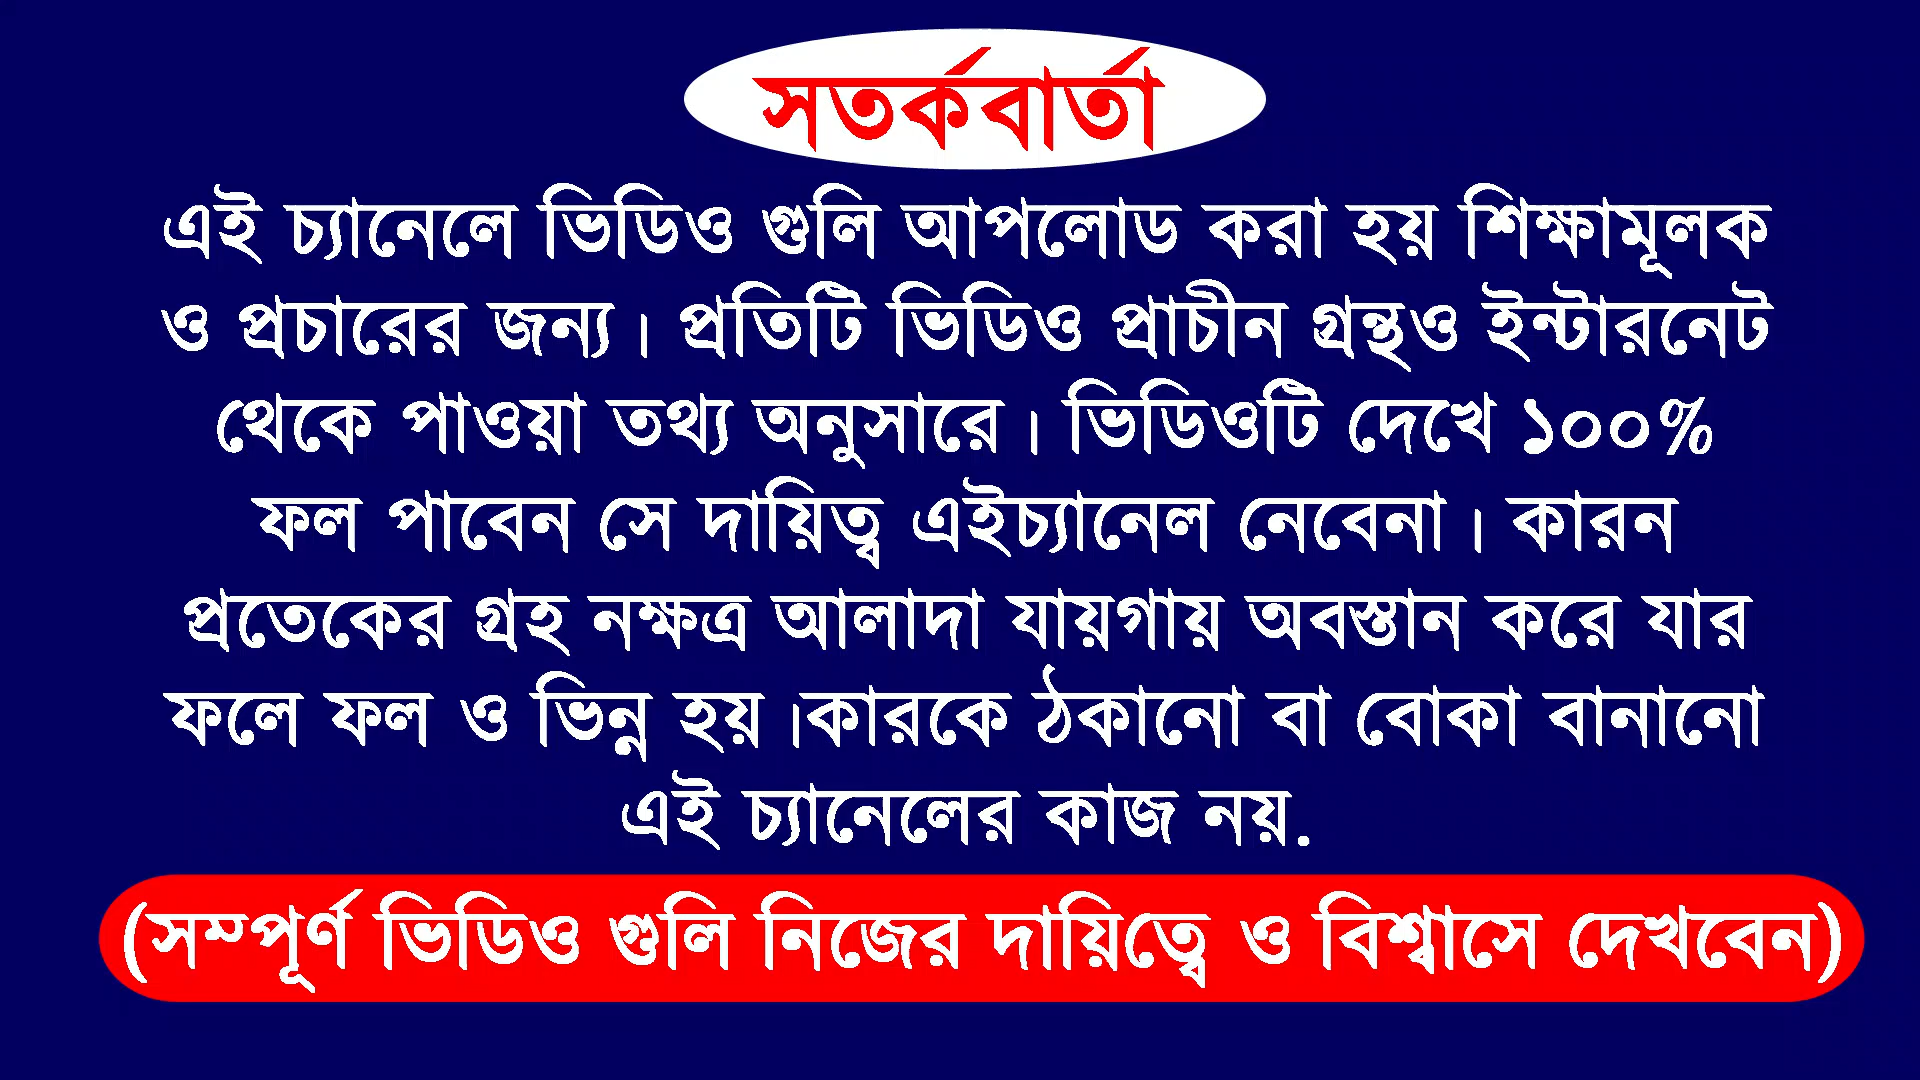 সতর্কবার্তা
এই চ্যানেলে ভিডিও গুলি আপলোড করা হয় শিক্ষামূলক
ও প্রচারের জন্য। প্রতিটি ভিডিও প্রাচীন গ্রন্থও ইন্টারনেট
থেকে পাওয়া তথ্য অনুসারে। ভিডিওটি দেখে ১০০%
ফল পাবেন সে দায়িত্ব এইচ্যানেল নেবেনা। কারন
প্রতেকের গ্রহ নক্ষত্র আলাদা যায়গায় অবস্তান করে যার
ফলে ফল ও ভিন্ন হয়।কারকে ঠকানো বা বোকা বানানো
এই চ্যানেলের কাজ নয়.
(সম্পূর্ণ ভিডিও গুলি নিজের দায়িত্বে ও বিশ্বাসে দেখবেন)